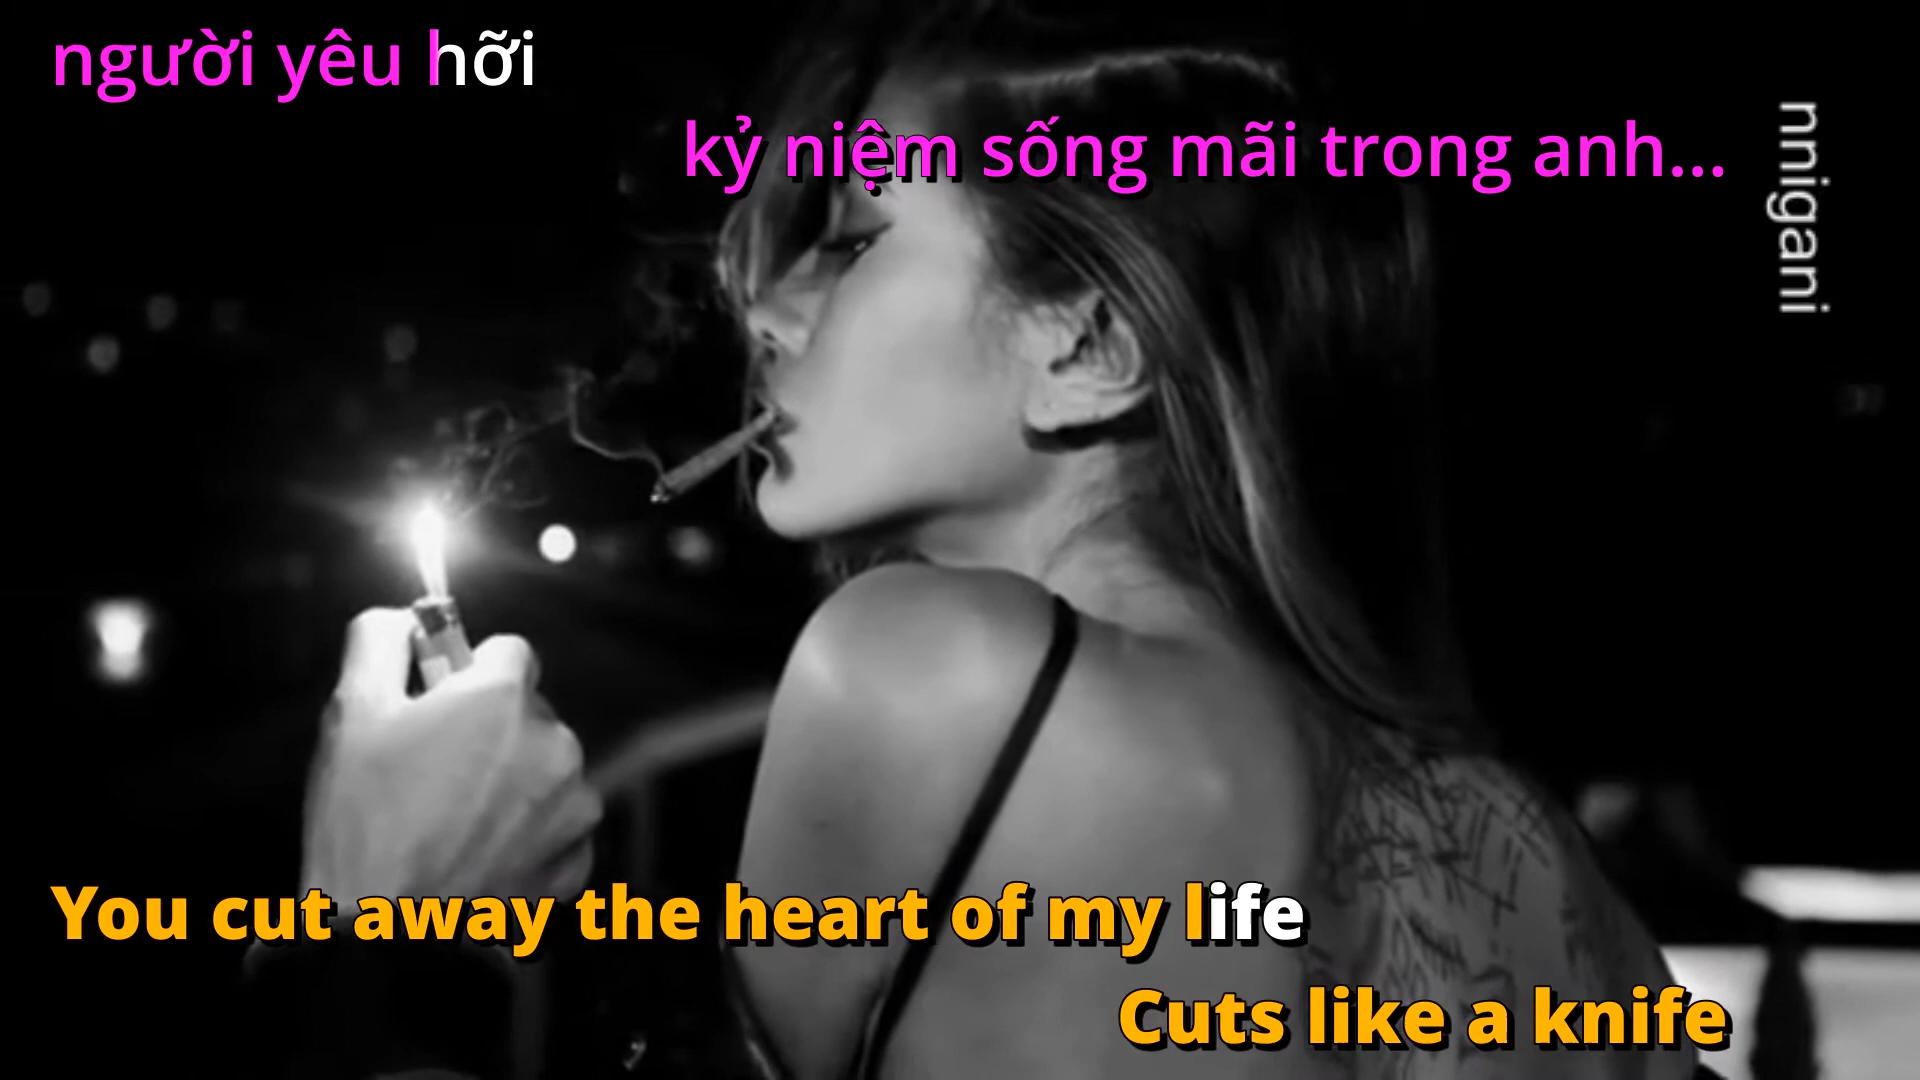 người yêu hỡi
kỷ niệm sống mãi trong anh...
nnigani
You cut away the heart of my life
Cuts like a knife